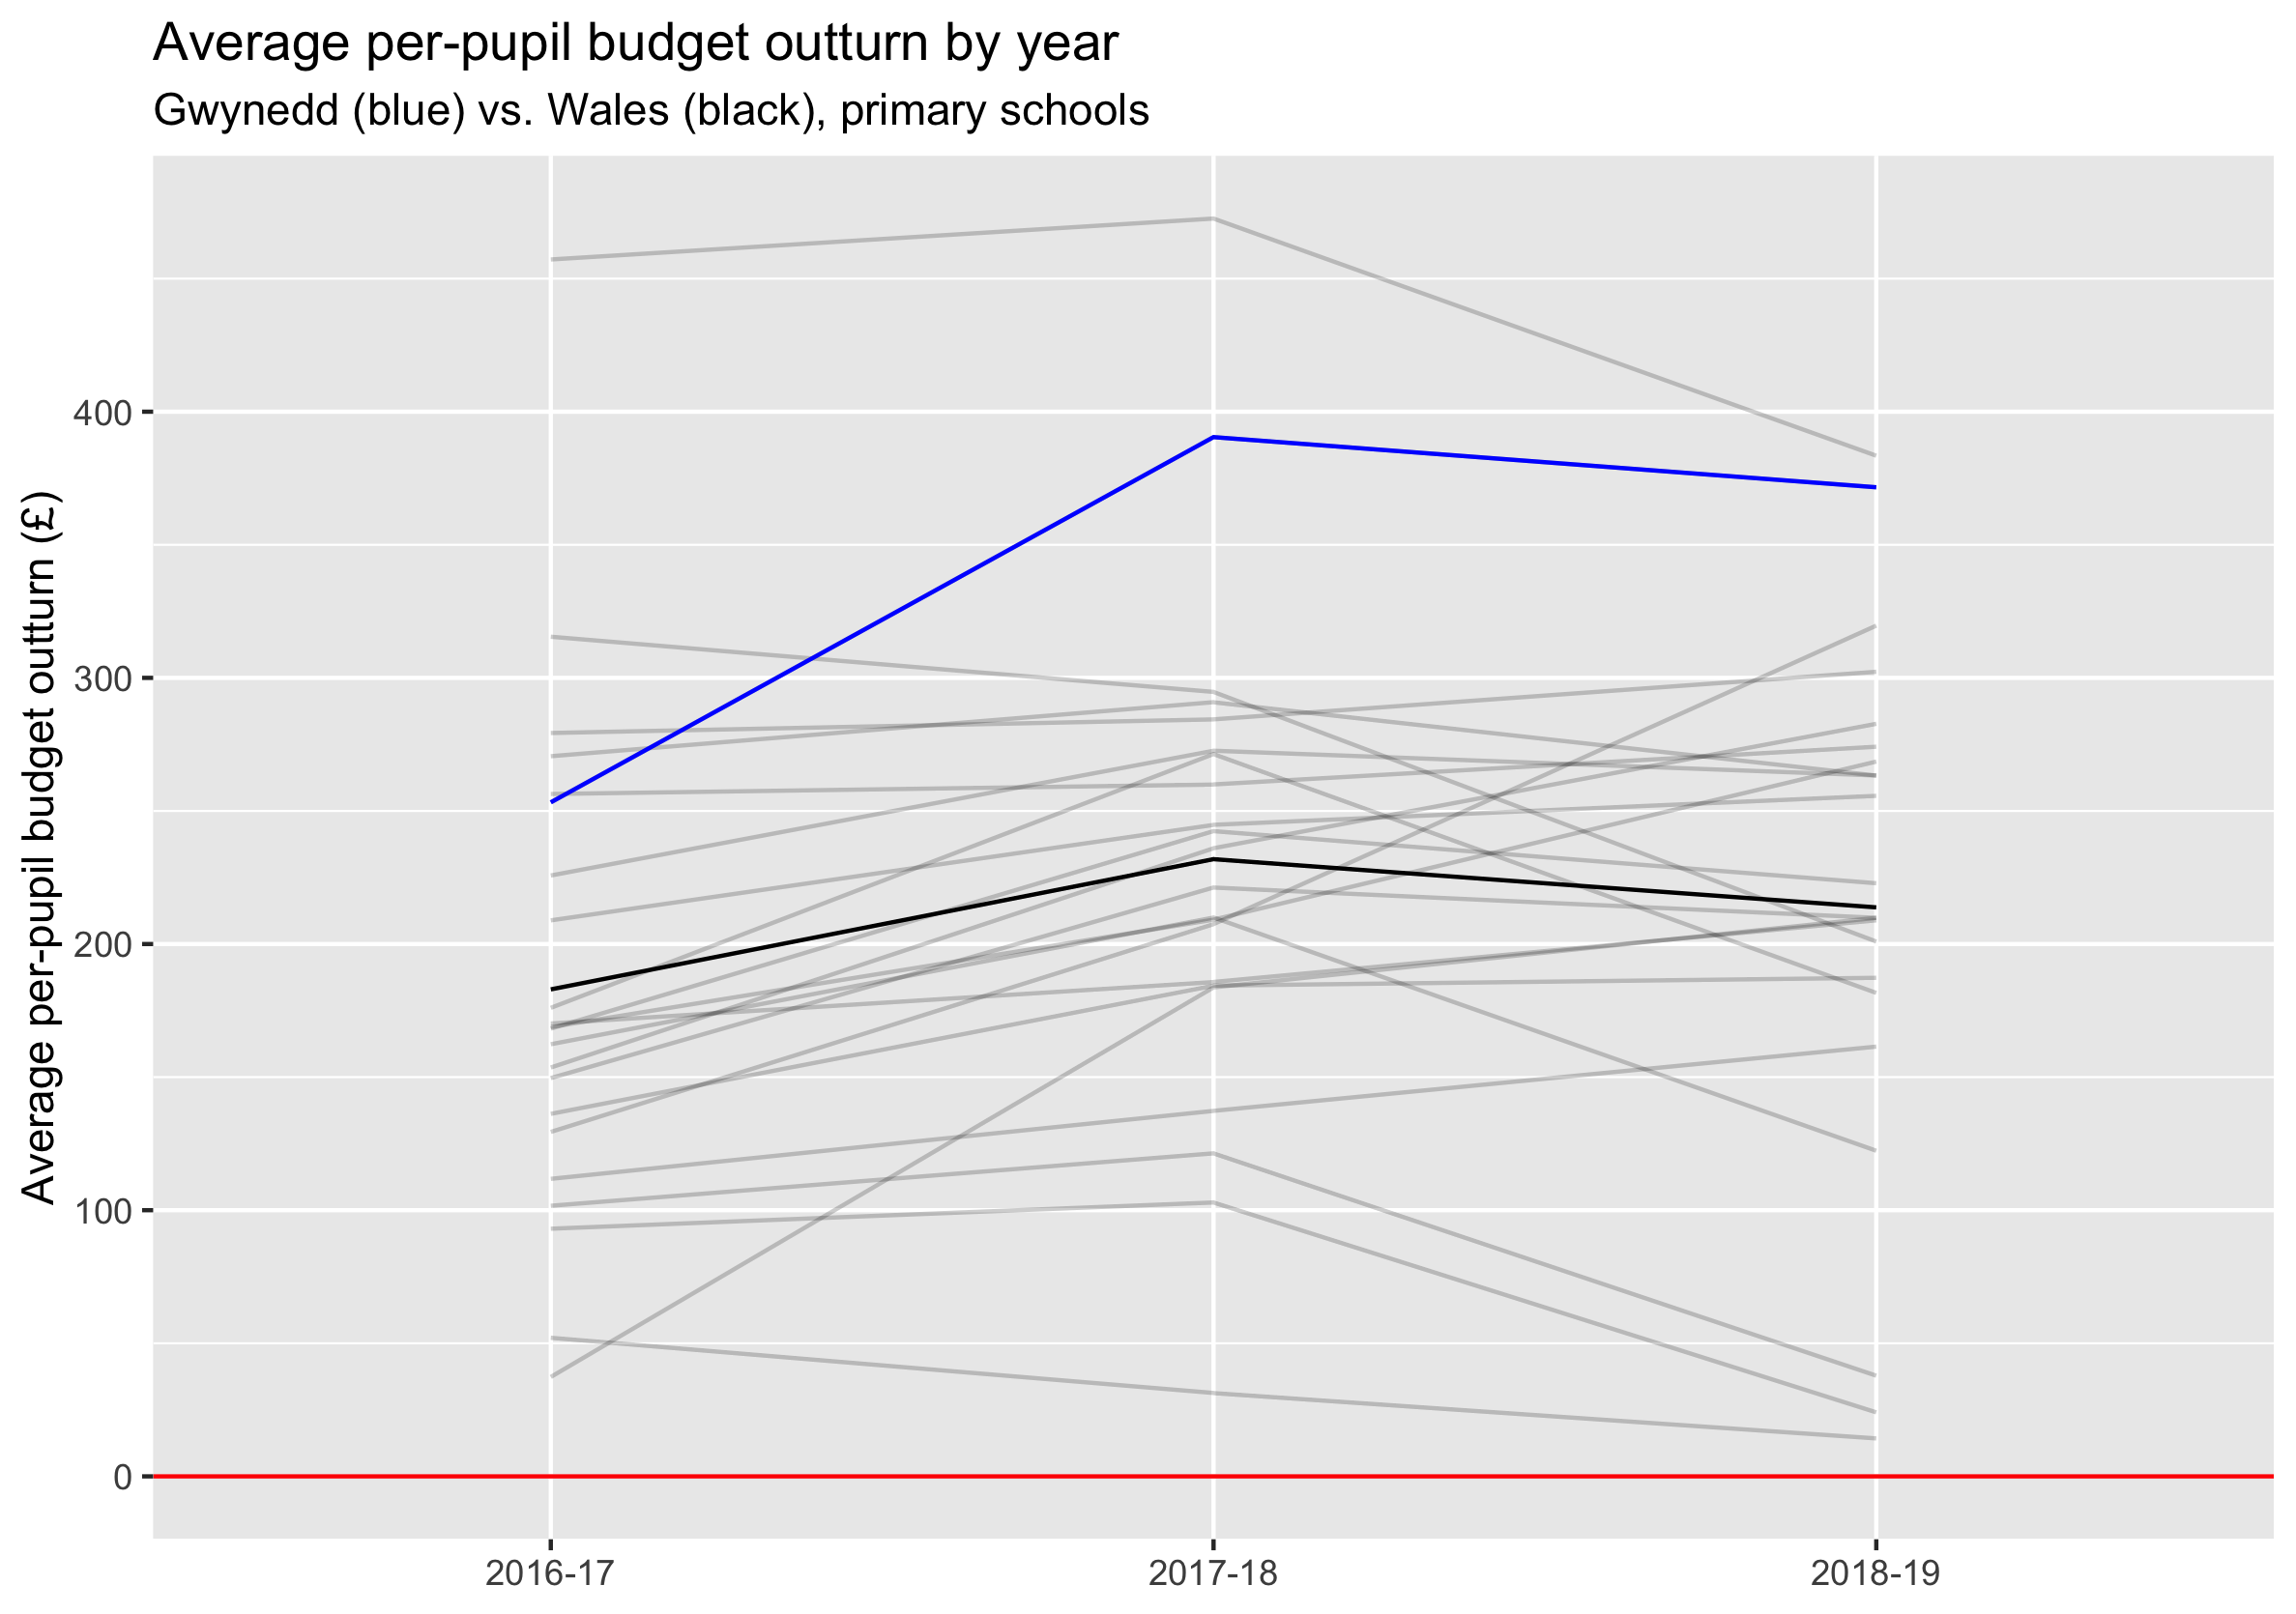 Average per-pupil budget outturn by year
Gwynedd (blue) vs. Wales (black), primary schools
Average per-pupil budget outturn (£)
400
300
200
100
0
2016-17 2017-18 2018-19